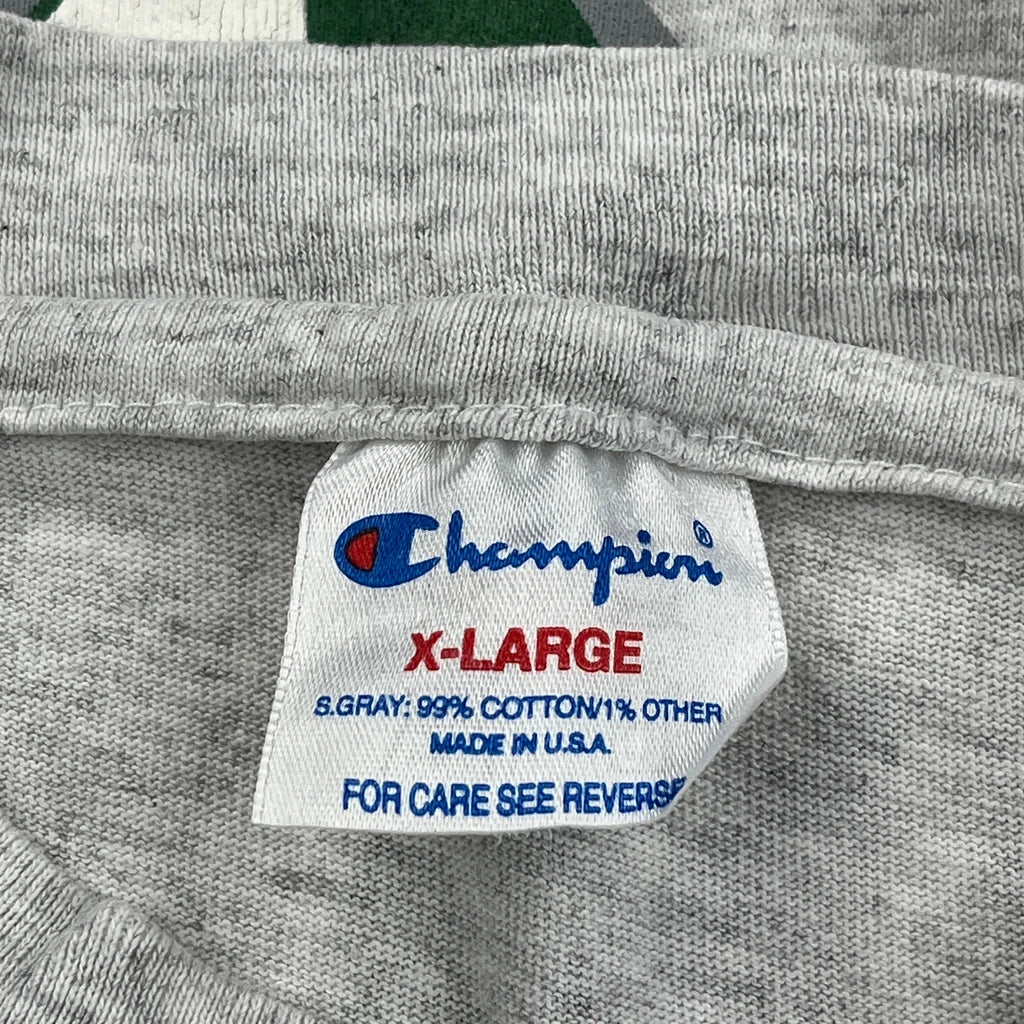 Champion®
X-LARGE
S.GRAY: 99% COTTON/1% OTHER
MADE IN U.S.A.
FOR CARE SEE REVERSE